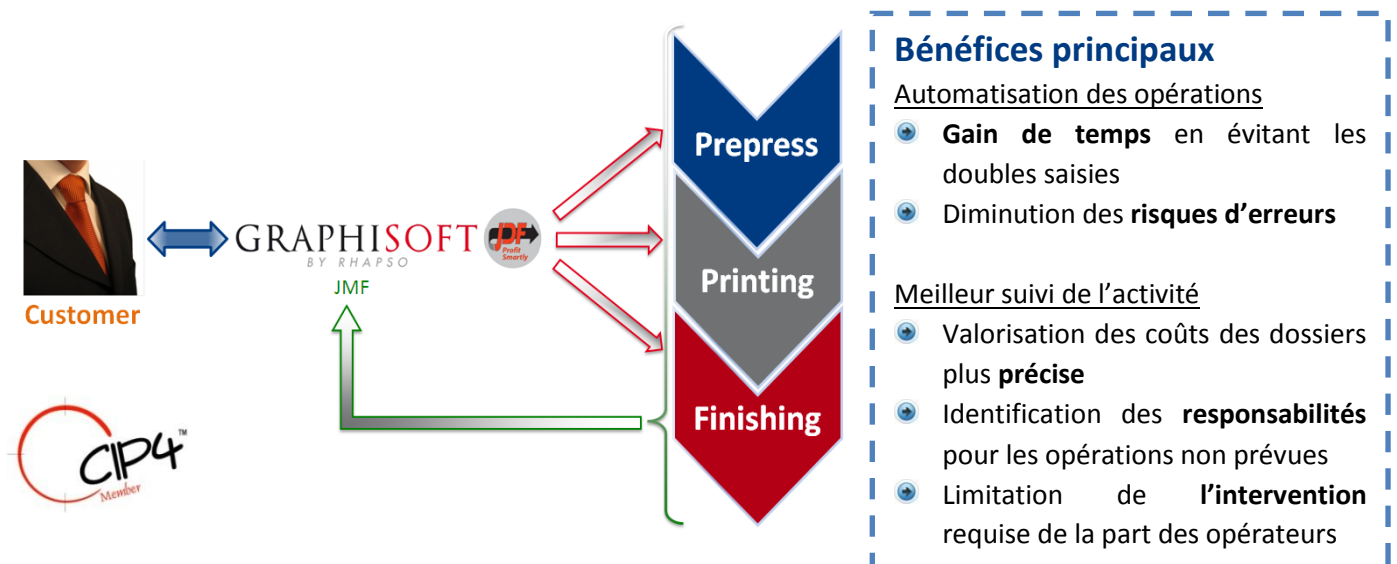 Customer
GRAPHISOFT
BY RHAPSO
JDF
Profit
Smartly
JMF
CIP4™
Member
Prepress
Printing
Finishing
Bénéfices principaux
Automatisation des opérations
Gain de temps en évitant les
doubles saisies
Diminution des risques d’erreurs
Meilleur suivi de l’activité
Valorisation des coûts des dossiers
plus précise
Identification des responsabilités
pour les opérations non prévues
Limitation de l’intervention
requise de la part des opérateurs